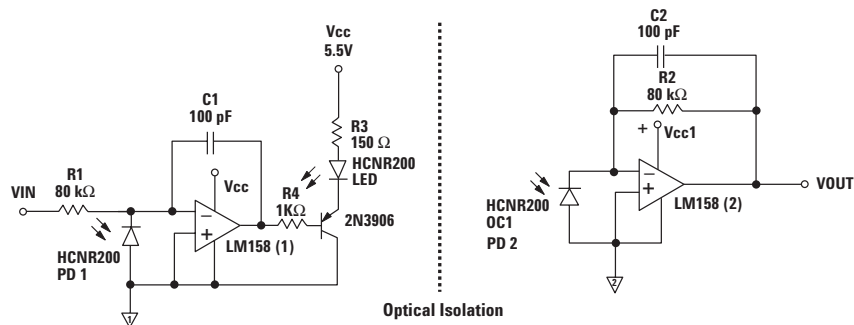 Vcc
5.5V
C1
100 pF
R3
150 Ω
HCNR200
LED
R1
80 kΩ
VIN
Vcc
R4
1KΩ
2N3906
LM158 (1)
HCNR200
PD 1
1
Optical Isolation
C2
100 pF
R2
80 kΩ
+ Vcc1
VOUT
LM158 (2)
HCNR200
OC1
PD 2
2